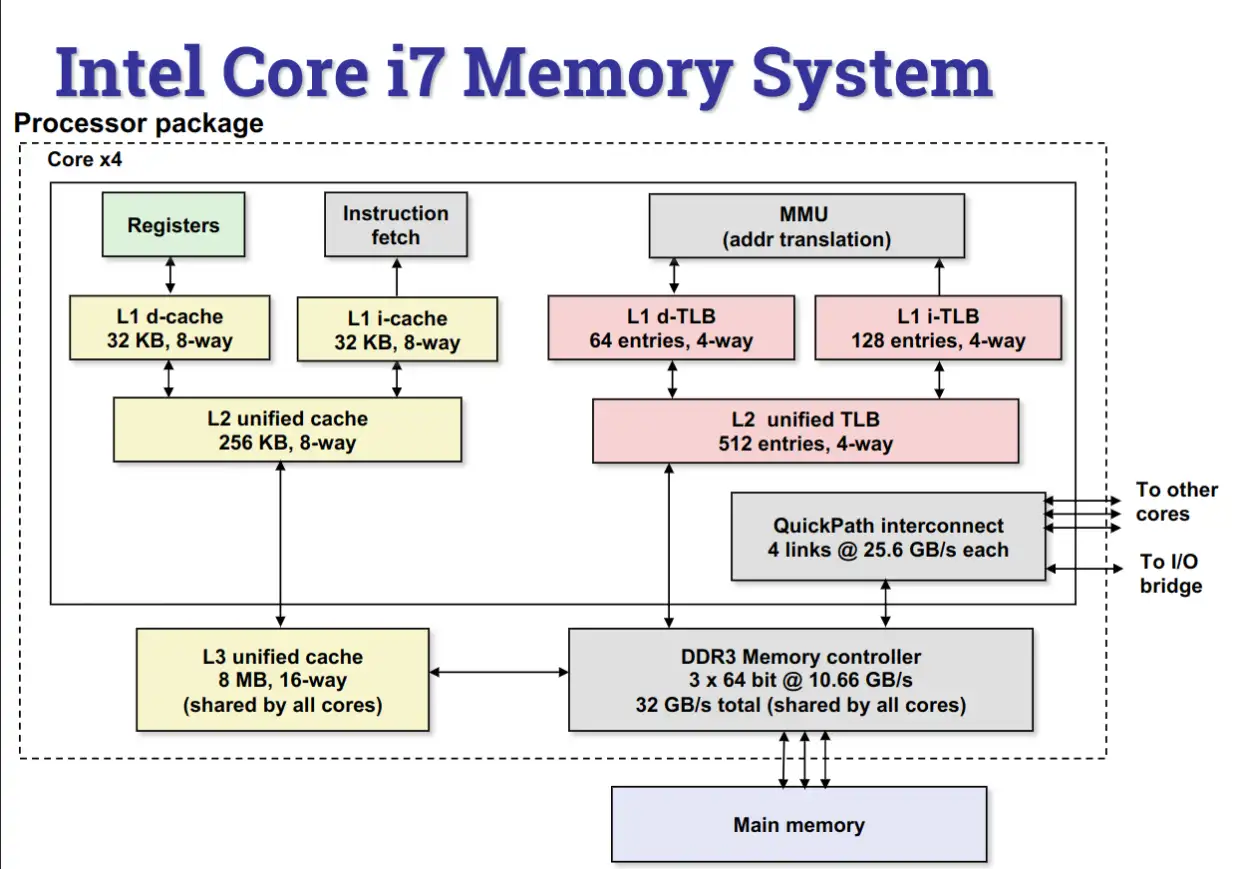 Intel Core i7 Memory System
Processor package
Core x4
Registers
Instruction
fetch
MMU
(addr translation)
L1 d-cache
32 KB, 8-way
L1 i-cache
32 KB, 8-way
L1 d-TLB
64 entries, 4-way
L1 i-TLB
128 entries, 4-way
L2 unified cache
256 KB, 8-way
L2 unified TLB
512 entries, 4-way
QuickPath interconnect
4 links @ 25.6 GB/s each
To other
cores
To I/O
bridge
L3 unified cache
8 MB, 16-way
(shared by all cores)
DDR3 Memory controller
3 x 64 bit @ 10.66 GB/s
32 GB/s total (shared by all cores)
Main memory